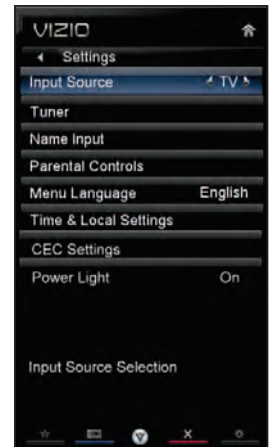 VIZIO
Settings
Input Source TV
Tuner
Name Input
Parental Controls
Menu Language English
Time & Local Settings
CEC Settings
Power Light On
Input Source Selection